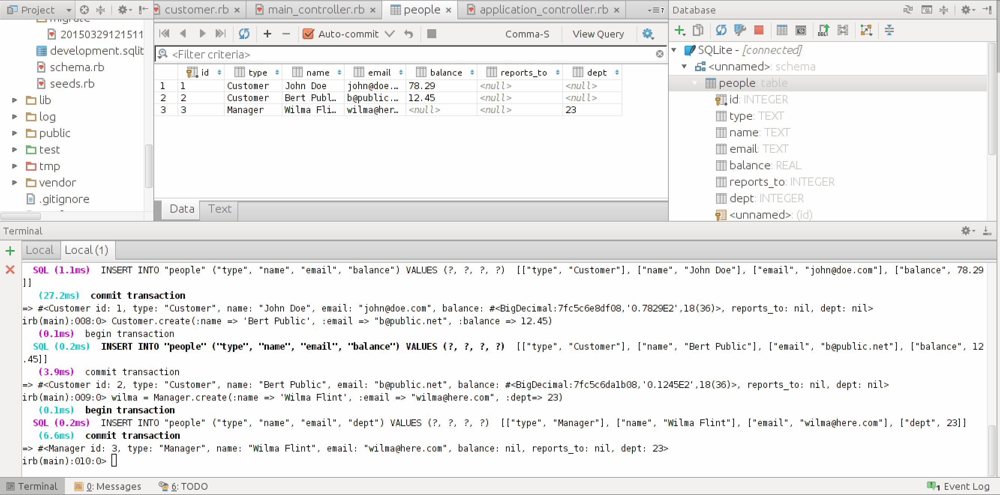 Project
customer.rb
main_controller.rb
people
application_controller.rb
7
Database
migrate
20150329121511
development.sqlit
schema.rb
seeds.rb
lib
log
public
test
tmp
vendor
.gitignore
Auto-commit
Comma-S
View Query
<Filter criteria>
id type name email balance reports_to dept
1 1 Customer John Doe john@doe.… 78.29 <null> <null>
2 2 Customer Bert Publ… b@public.… 12.45 <null> <null>
3 3 Manager Wilma Fli… wilma@her… <null> <null> 23
Data Text
SQL
SQL
DDL
SQLite - [connected]
<unnamed>: schema
people: table
id: INTEGER
type: TEXT
name: TEXT
email: TEXT
balance: REAL
reports_to: INTEGER
dept: INTEGER
<unnamed>: (id)
Terminal
Local Local (1)
SQL (1.1ms) INSERT INTO "people" ("type", "name", "email", "balance") VALUES (?, ?, ?, ?) [["type", "Customer"], ["name", "John Doe"], ["email", "john@doe.com"], ["balance", 78.29
]]
(27.2ms) commit transaction
=> #<Customer id: 1, type: "Customer", name: "John Doe", email: "john@doe.com", balance: #<BigDecimal:7fc5c6e8df08,'0.7829E2',18(36)>, reports_to: nil, dept: nil>
irb(main):008:0> Customer.create(:name => 'Bert Public', :email => "b@public.net", :balance => 12.45)
(0.1ms) begin transaction
SQL (0.2ms) INSERT INTO "people" ("type", "name", "email", "balance") VALUES (?, ?, ?, ?) [["type", "Customer"], ["name", "Bert Public"], ["email", "b@public.net"], ["balance", 12
.45]]
(3.9ms) commit transaction
=> #<Customer id: 2, type: "Customer", name: "Bert Public", email: "b@public.net", balance: #<BigDecimal:7fc5c6da1b08,'0.1245E2',18(36)>, reports_to: nil, dept: nil>
irb(main):009:0> wilma = Manager.create(:name => 'Wilma Flint', :email => "wilma@here.com", :dept=> 23)
(0.1ms) begin transaction
SQL (0.2ms) INSERT INTO "people" ("type", "name", "email", "dept") VALUES (?, ?, ?, ?) [["type", "Manager"], ["name", "Wilma Flint"], ["email", "wilma@here.com"], ["dept", 23]]
(6.6ms) commit transaction
=> #<Manager id: 3, type: "Manager", name: "Wilma Flint", email: "wilma@here.com", balance: nil, reports_to: nil, dept: 23>
irb(main):010:0>
Terminal 0: Messages 6: TODO 1 Event Log